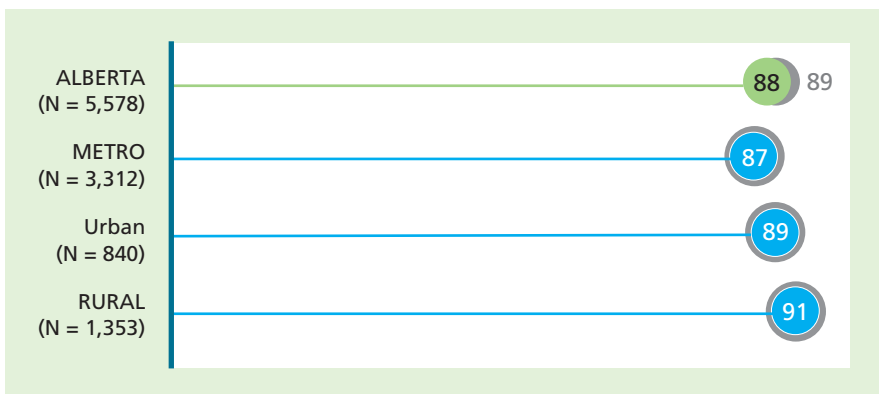 ALBERTA
(N = 5,578)
88 89
METRO
(N = 3,312)
87
Urban
(N = 840)
89
RURAL
(N = 1,353)
91